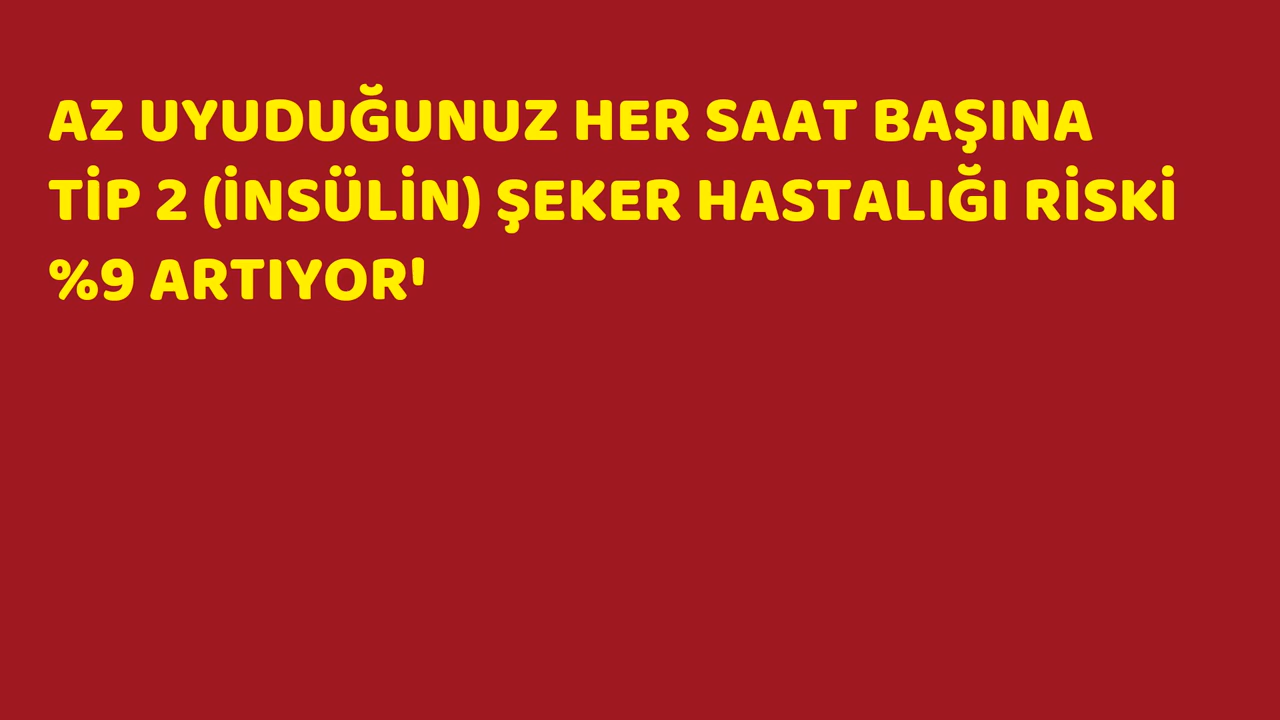 AZ UYUDUĞUNUZ HER SAAT BAŞINA
TİP 2 (İNSÜLİN) ŞEKER HASTALIĞI RİSKİ
%9 ARTIYOR'